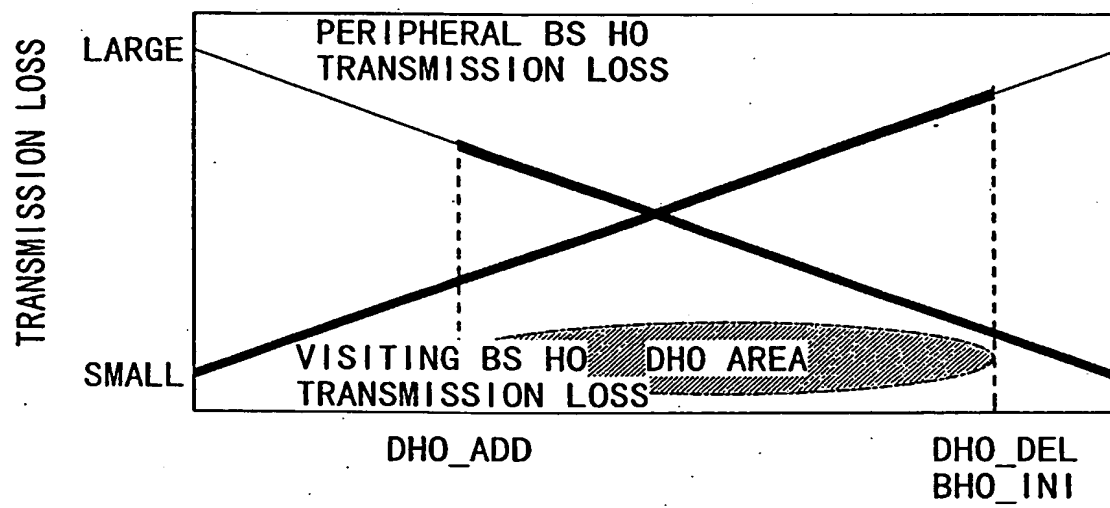 TRANSMISSION LOSS
LARGE
PERIPHERAL BS HO
TRANSMISSION LOSS
SMALL
VISITING BS HO
TRANSMISSION LOSS
DHO AREA
DHO_ADD
DHO_DEL
BHO_INI